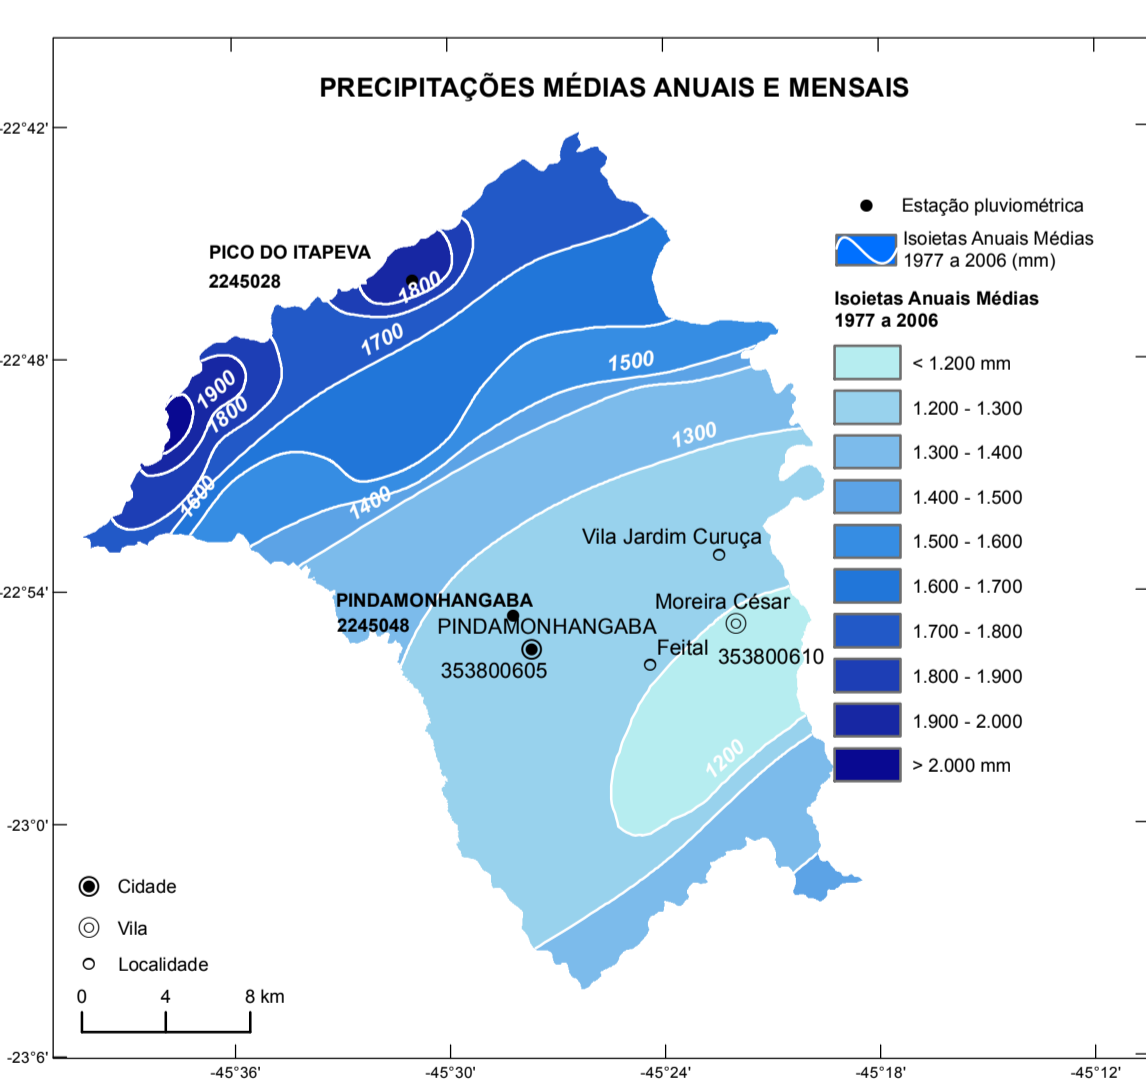 PRECIPITAÇÕES MÉDIAS ANUAIS E MENSAIS
-22°42'
-22°48'
-22°54'
-23°0'
-23°6'
-45°36'
-45°30'
-45°24'
-45°18'
-45°12'
PICO DO ITAPEVA
2245028
1800
1700
1900
1800
1600
1500
1400
1300
Vila Jardim Curuça
PINDAMONHANGABA
2245048
PINDAMONHANGABA
353800605
Moreira César
Feital
353800610
1200
Estação pluviométrica
Isoietas Anuais Médias
1977 a 2006 (mm)
Isoietas Anuais Médias
1977 a 2006
< 1.200 mm
1.200 - 1.300
1.300 - 1.400
1.400 - 1.500
1.500 - 1.600
1.600 - 1.700
1.700 - 1.800
1.800 - 1.900
1.900 - 2.000
> 2.000 mm
Cidade
Vila
Localidade
0 4 8 km